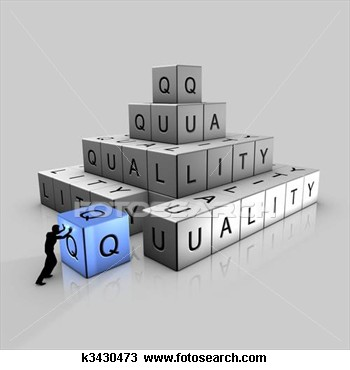 Q Q
Q U U A
Q U A L L I T Y
L I T Y
Q
Q Q U A L I T Y
k3430473 www.fotosearch.com